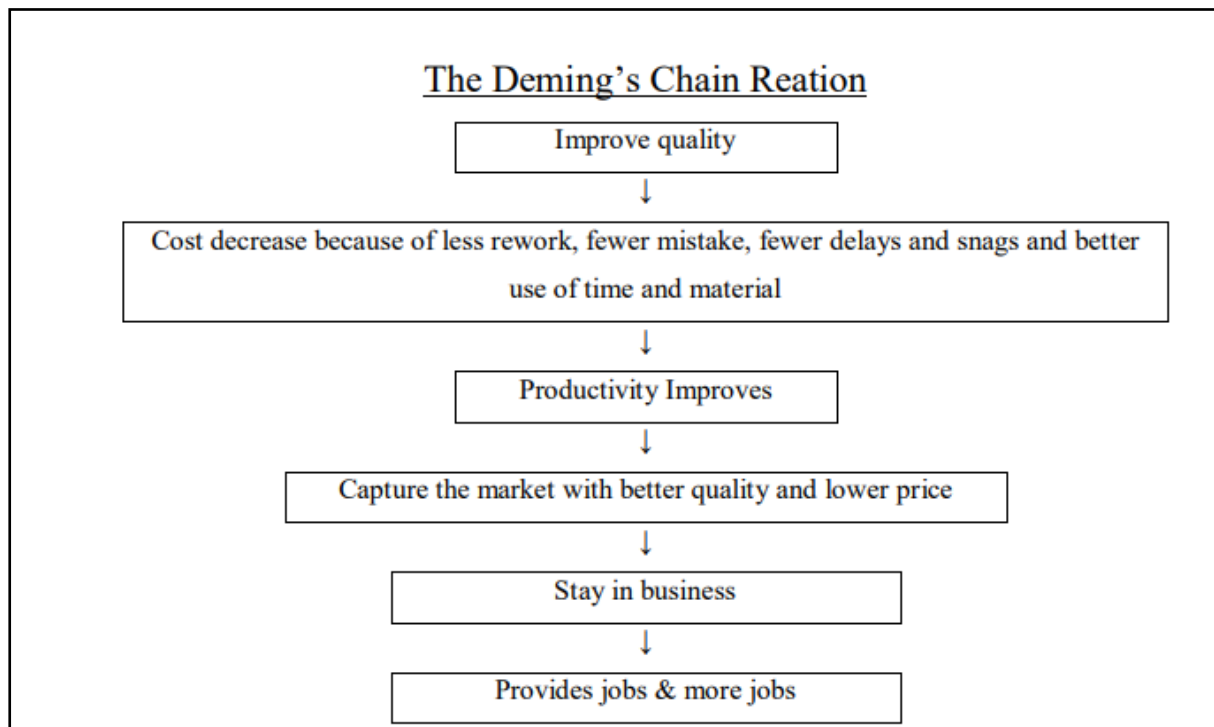 The Deming's Chain Reation
Improve quality
↓
Cost decrease because of less rework, fewer mistake, fewer delays and snags and better
use of time and material
↓
Productivity Improves
↓
Capture the market with better quality and lower price
↓
Stay in business
↓
Provides jobs & more jobs